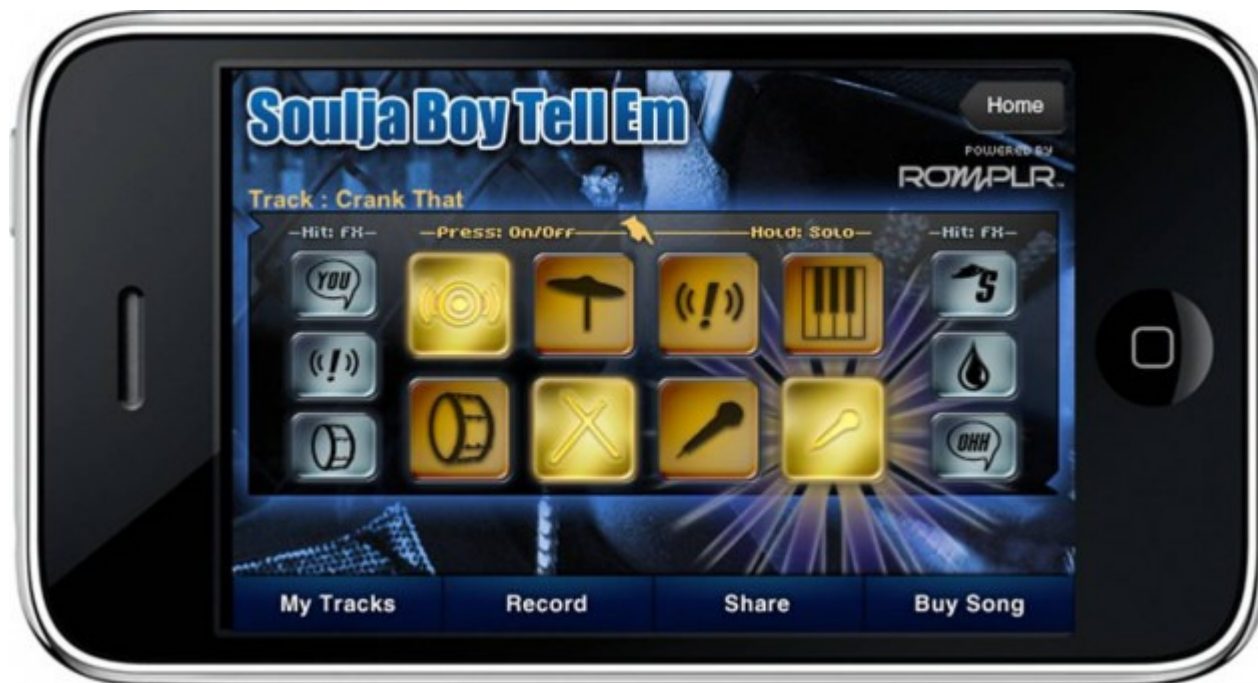 Soulja Boy Tell Em
Home
POWERED BY
ROMPLR™
Track : Crank That
Hit: FX
Press: On/Off
Hold: Solo
Hit: FX
YOU
((!))
S
((!))
OHH
My Tracks
Record
Share
Buy Song